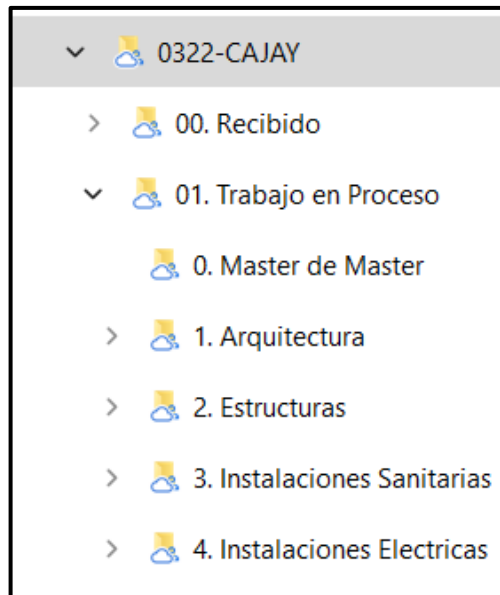 0322-CAJAY
00. Recibido
01. Trabajo en Proceso
0. Master de Master
1. Arquitectura
2. Estructuras
3. Instalaciones Sanitarias
4. Instalaciones Electricas